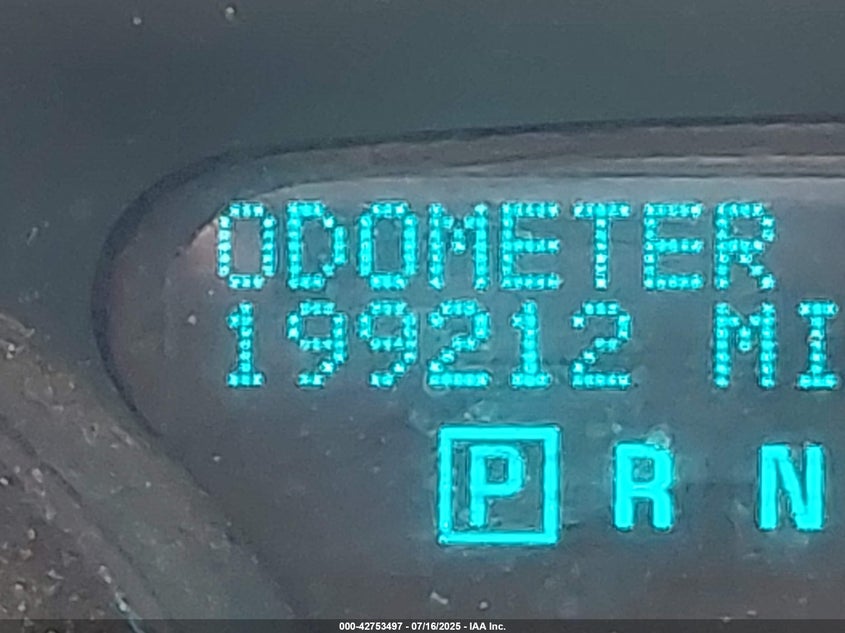 ODOMETER
199212 MI
P R N
000-42753497 - 07/16/2025 - IAA Inc.